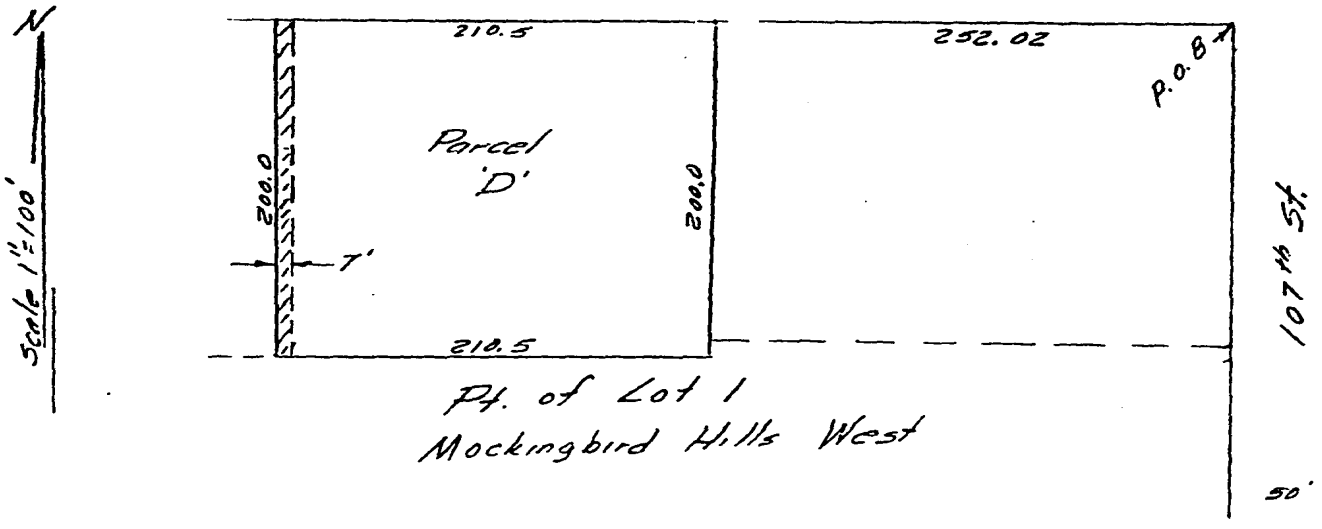 N
Scale 1"=100'
210.5
252.02
P.O.B
Parcel
'D'
200.0
200.0
7'
107th St.
210.5
Pt. of Lot 1
Mockingbird Hills West
50'